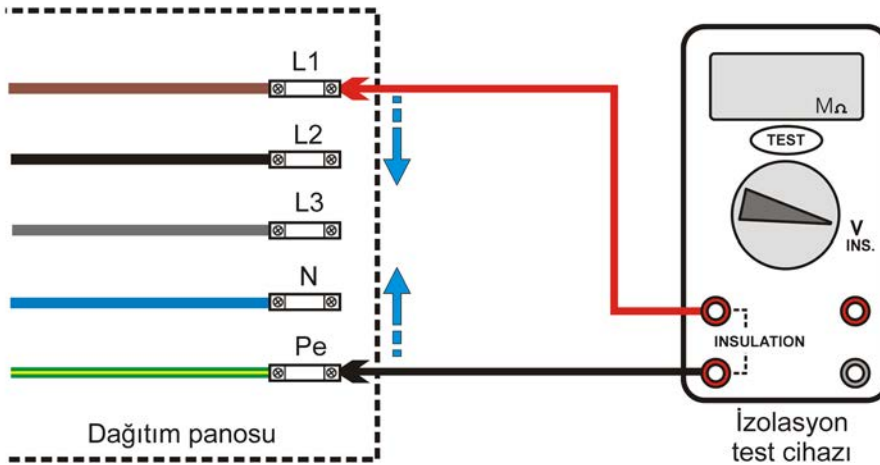 L1
L2
L3
N
Pe
Dağıtım panosu
MΩ
TEST
V
INS.
INSULATION
İzolasyon
test cihazı